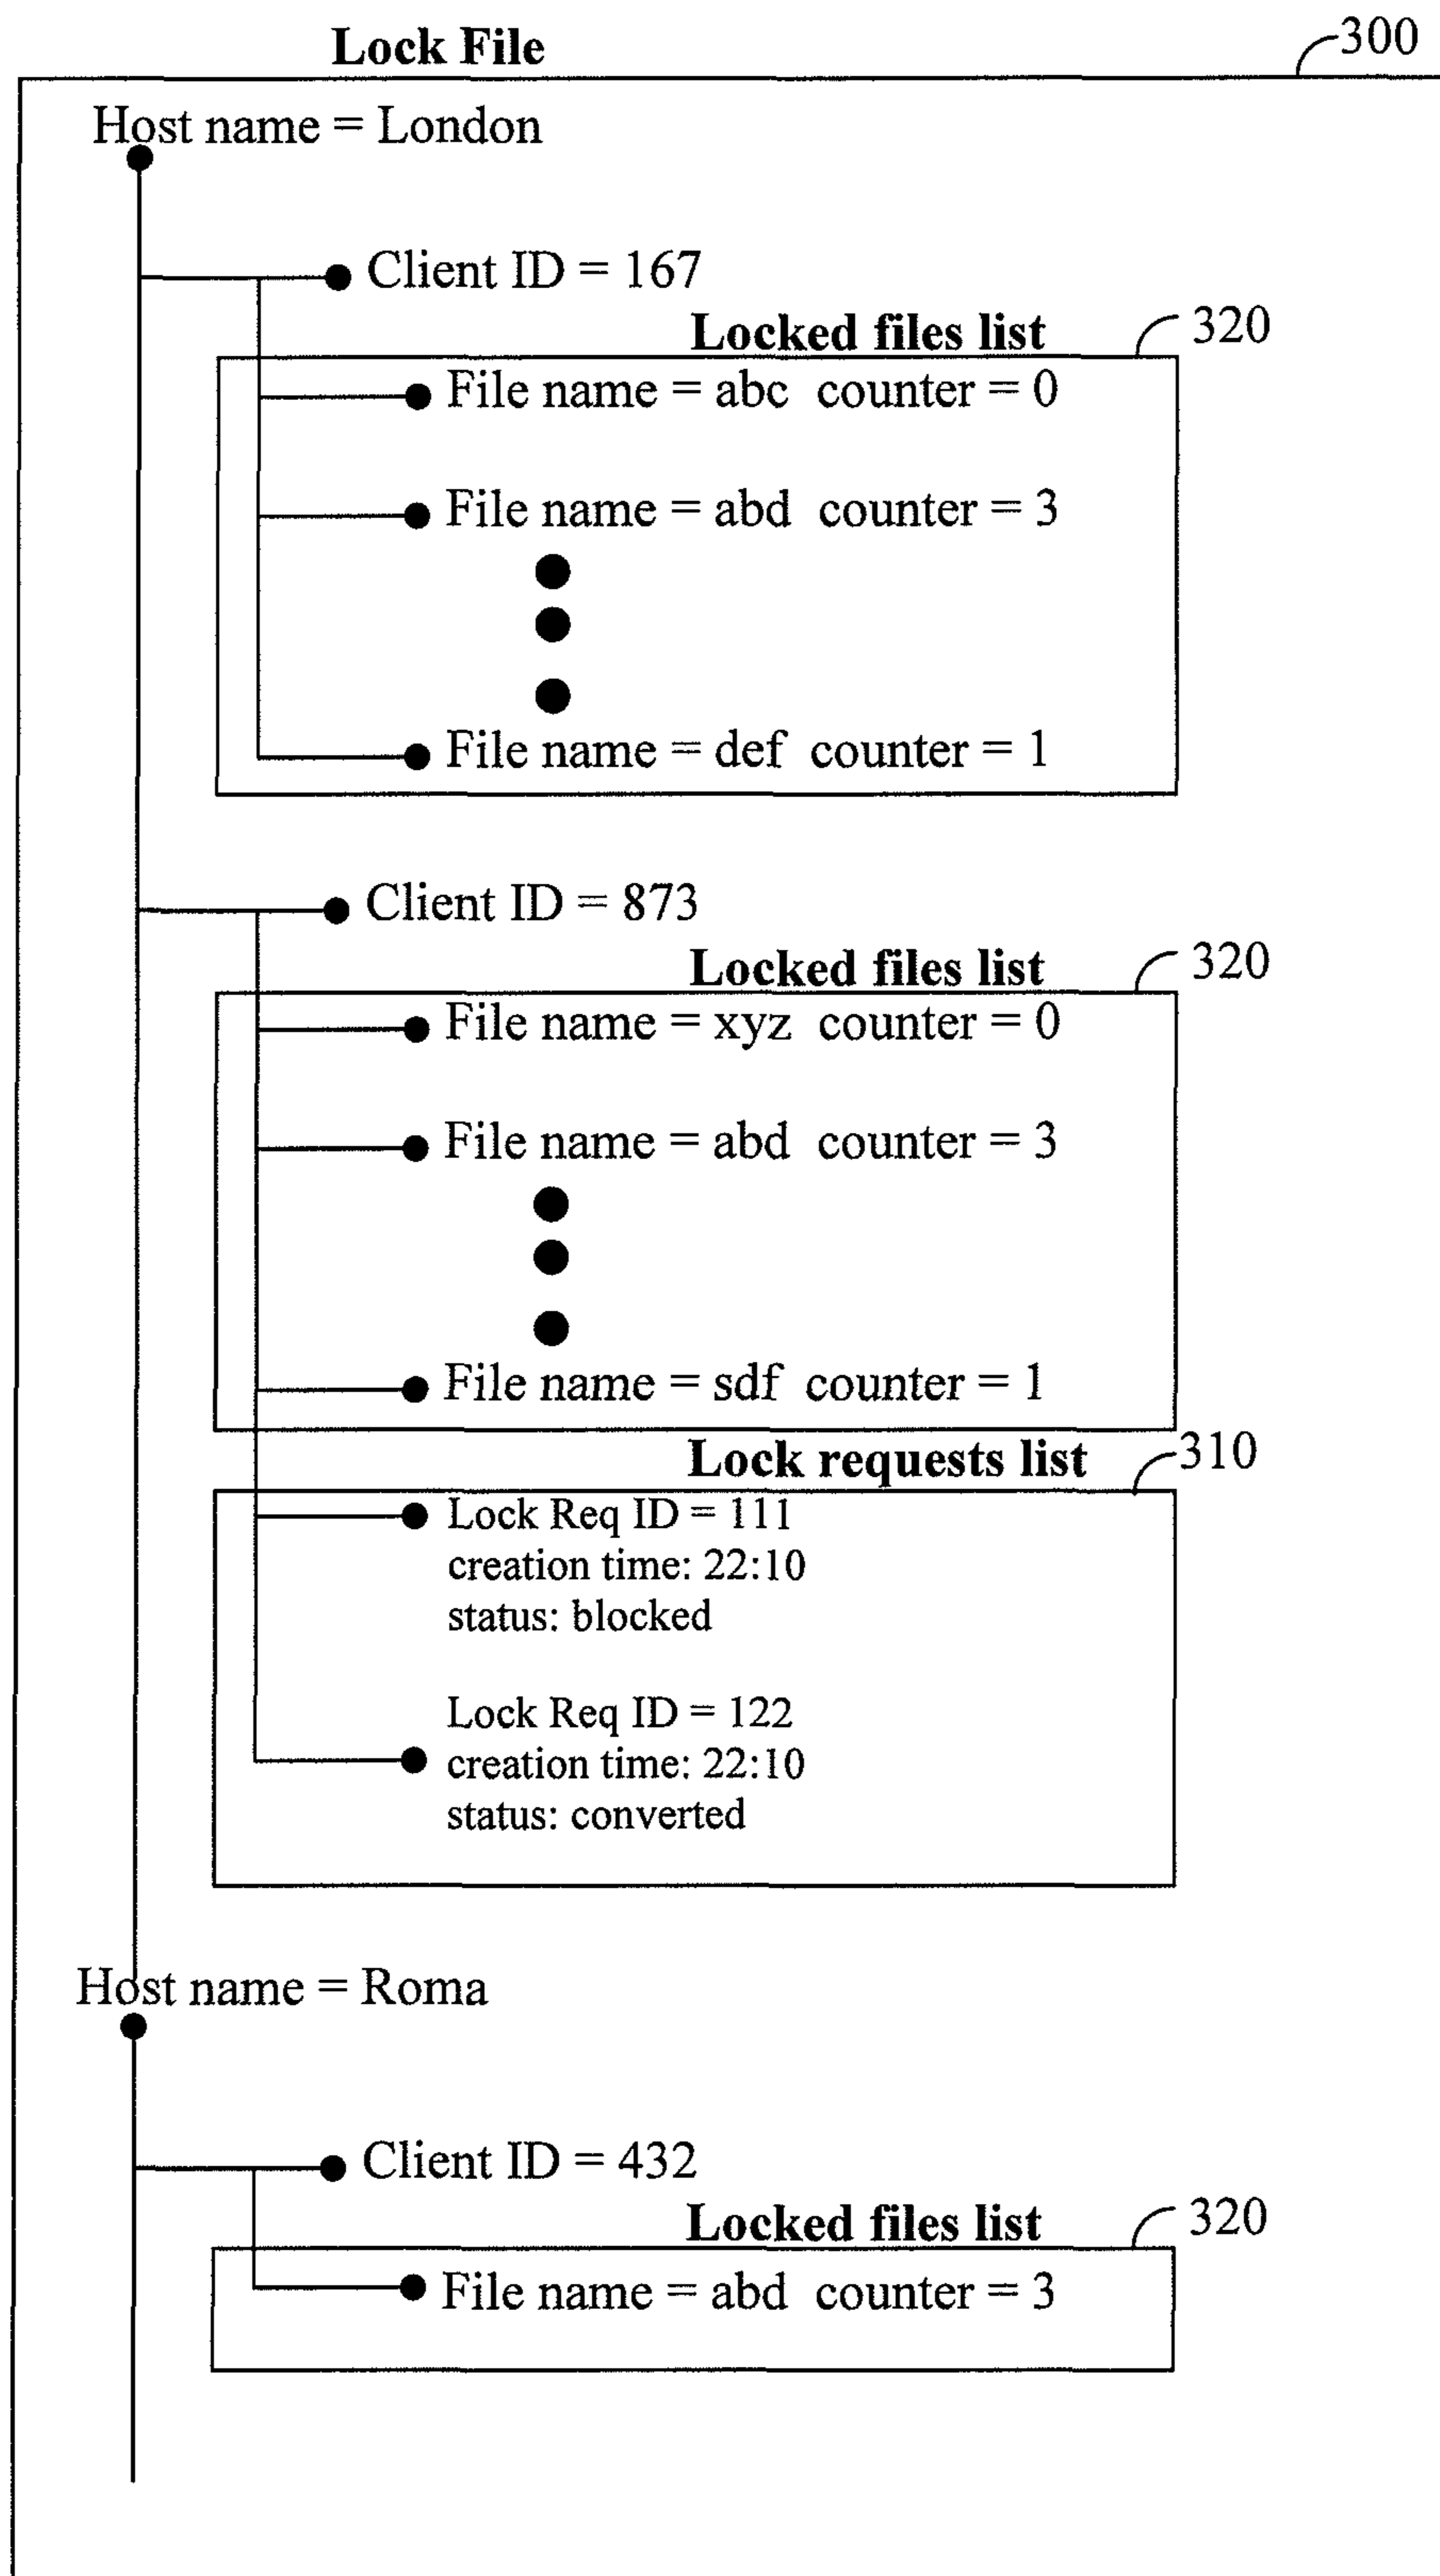 Lock File
300
Host name = London
Client ID = 167
Locked files list
320
File name = abc counter = 0
File name = abd counter = 3
File name = def counter = 1
Client ID = 873
Locked files list
320
File name = xyz counter = 0
File name = abd counter = 3
File name = sdf counter = 1
Lock requests list
310
Lock Req ID = 111
creation time: 22:10
status: blocked
Lock Req ID = 122
creation time: 22:10
status: converted
Host name = Roma
Client ID = 432
Locked files list
320
File name = abd counter = 3